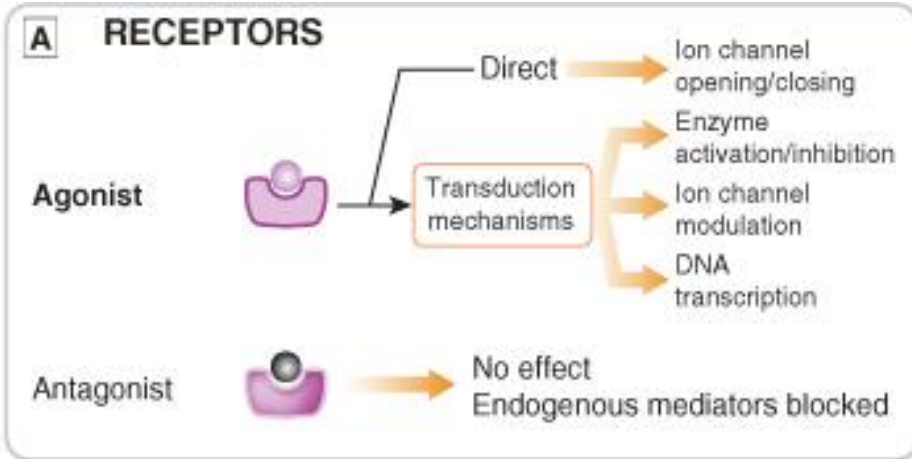 A RECEPTORS
Direct
Ion channel
opening/closing
Enzyme
activation/inhibition
Agonist
Transduction
mechanisms
Ion channel
modulation
DNA
transcription
Antagonist
No effect
Endogenous mediators blocked